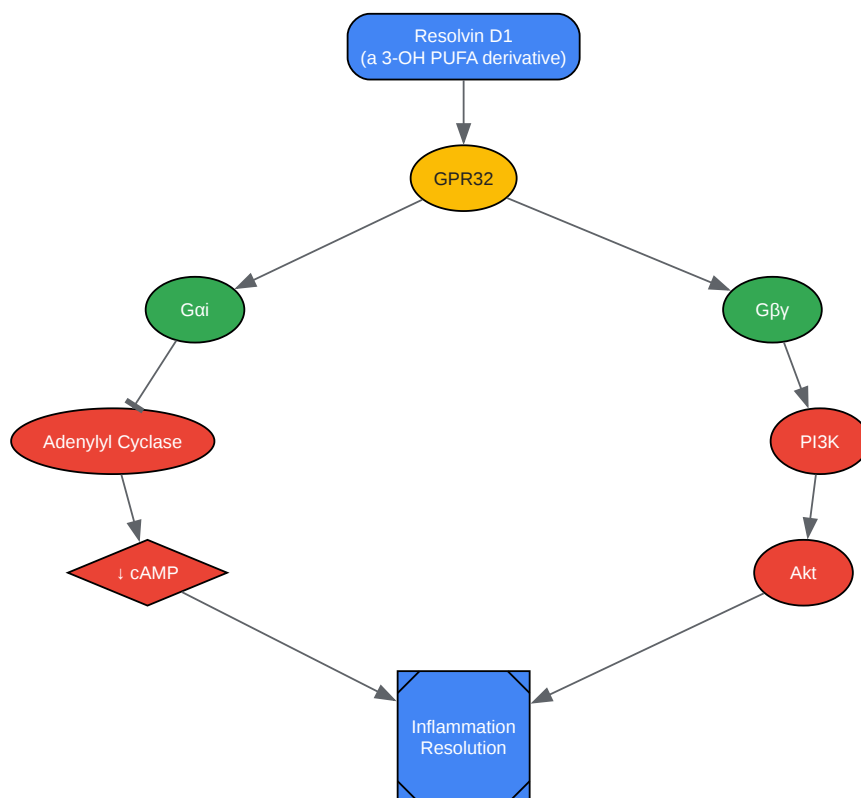 Resolvin D1
(a 3-OH PUFA derivative)
GPR32
Gαi
Gβγ
Adenylyl Cyclase
PI3K
↓ cAMP
Akt
Inflammation
Resolution